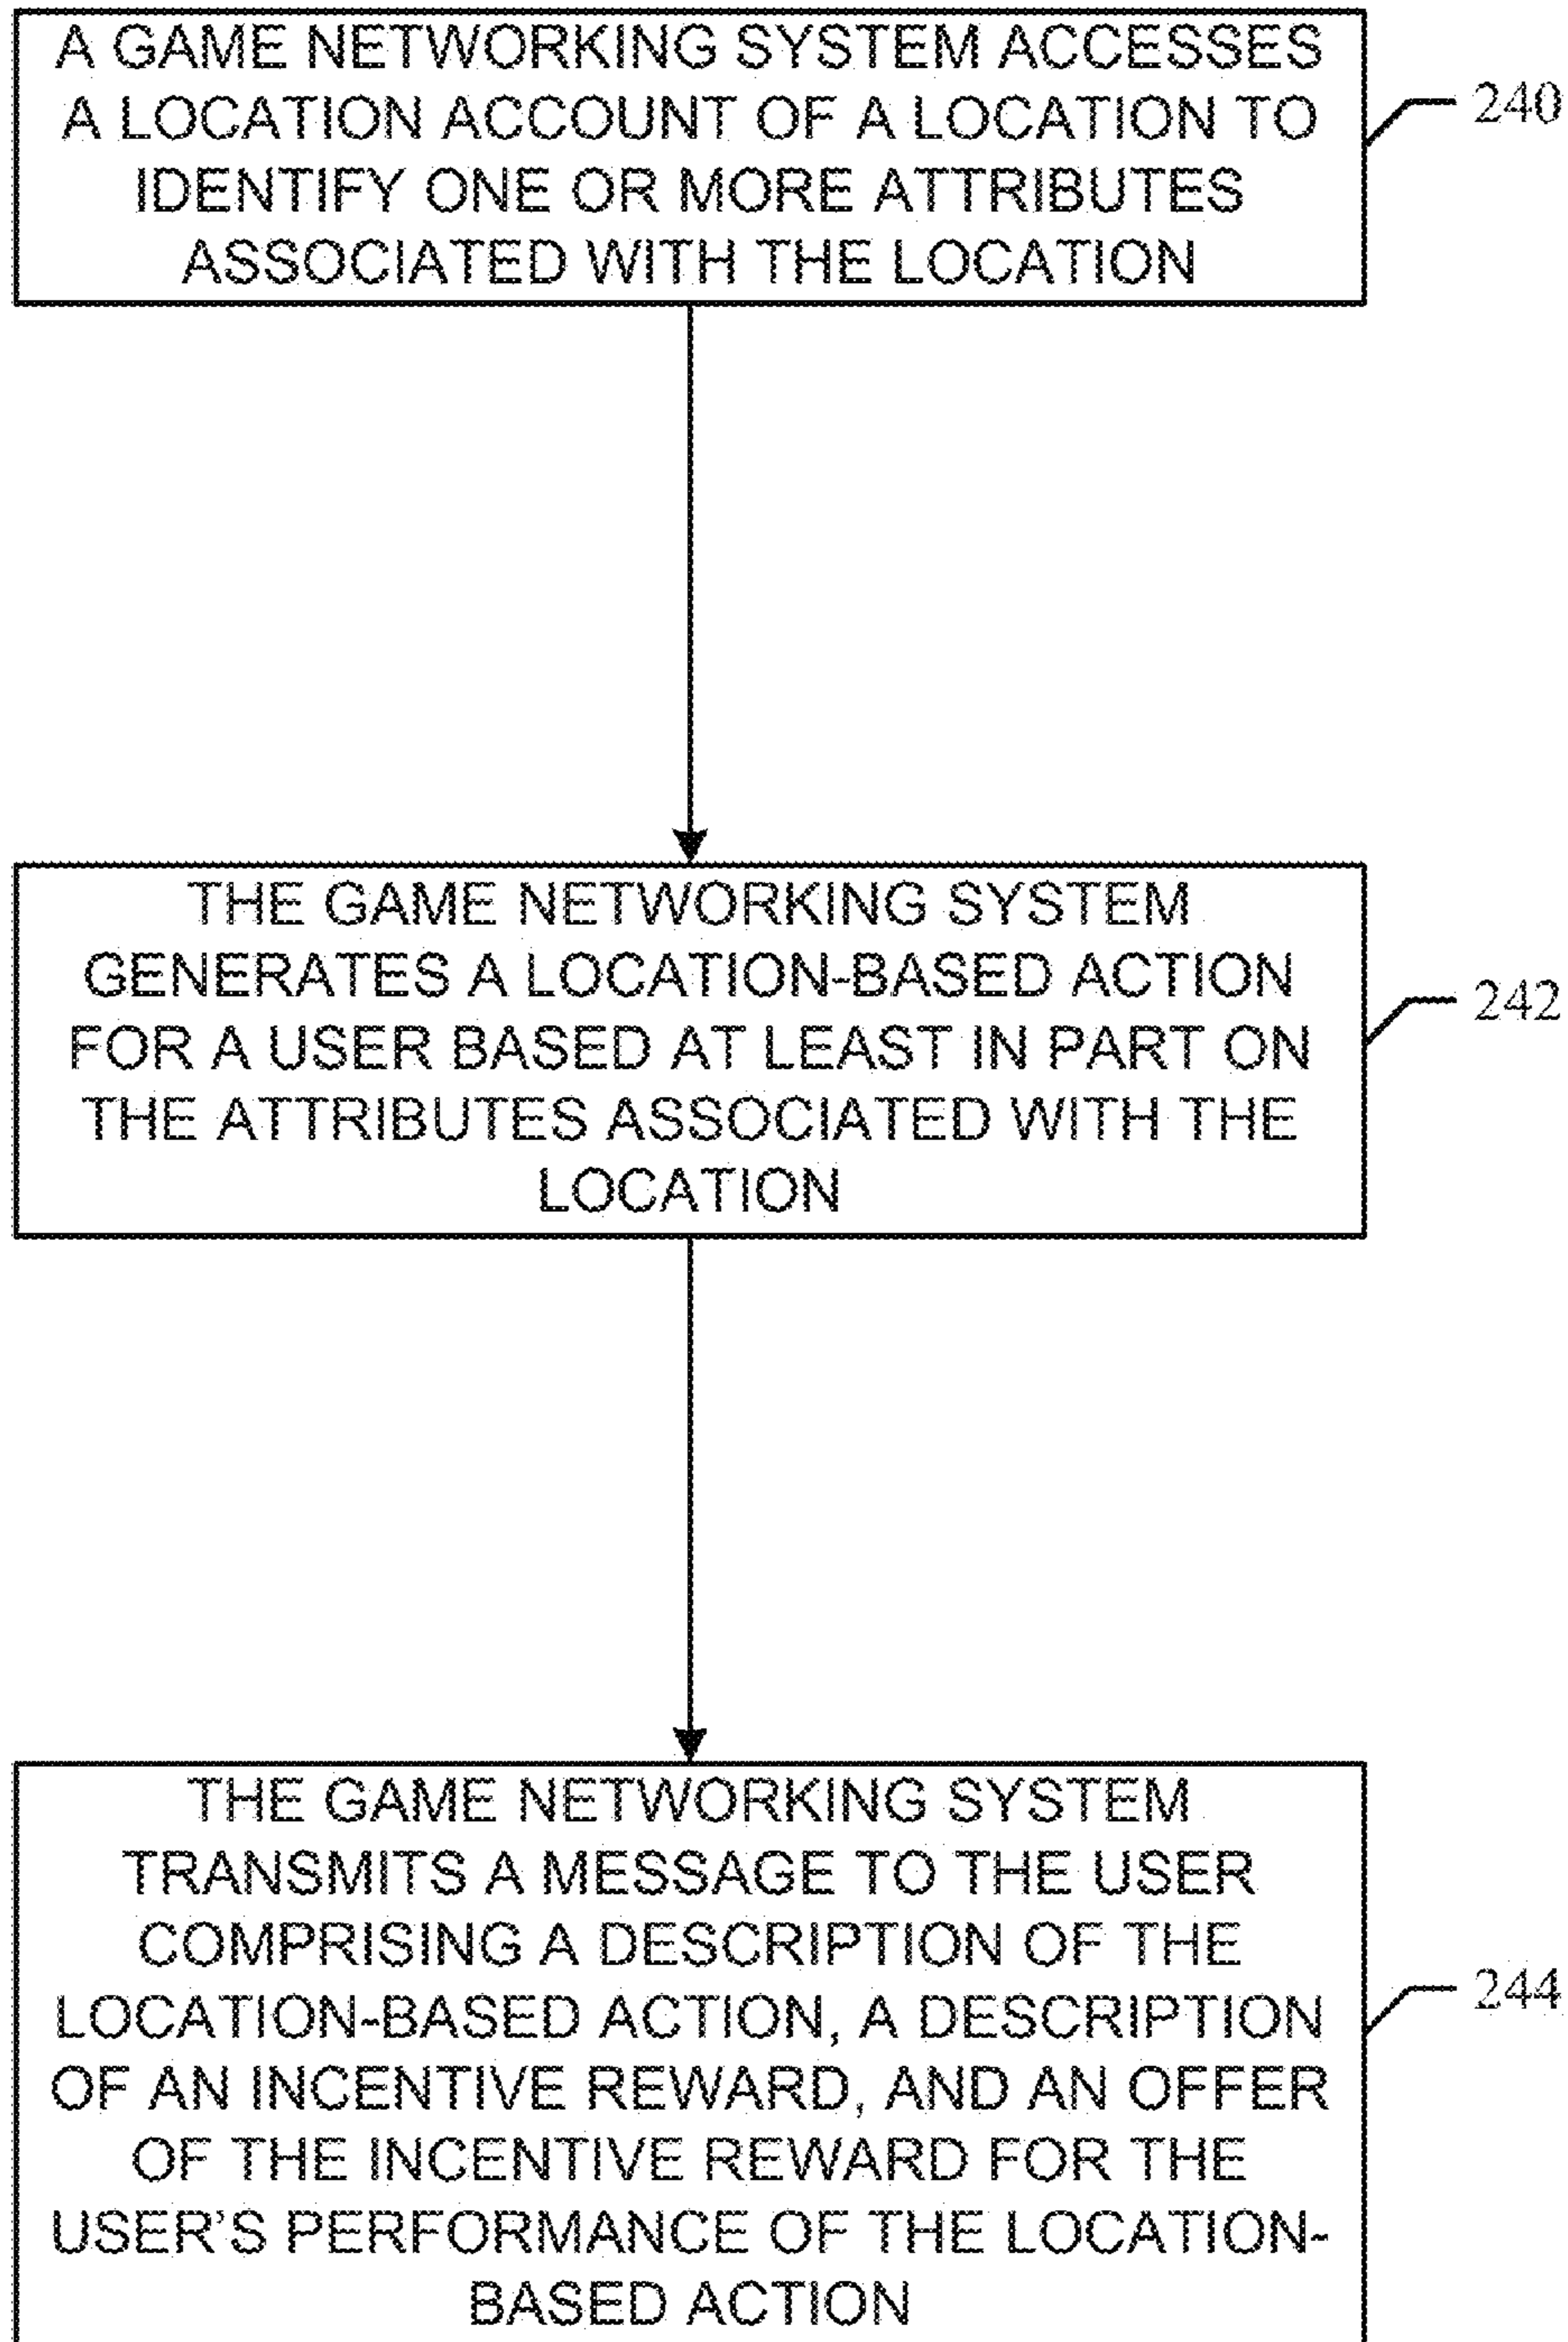 A GAME NETWORKING SYSTEM ACCESSES
A LOCATION ACCOUNT OF A LOCATION TO
IDENTIFY ONE OR MORE ATTRIBUTES
ASSOCIATED WITH THE LOCATION
240
THE GAME NETWORKING SYSTEM
GENERATES A LOCATION-BASED ACTION
FOR A USER BASED AT LEAST IN PART ON
THE ATTRIBUTES ASSOCIATED WITH THE
LOCATION
242
THE GAME NETWORKING SYSTEM
TRANSMITS A MESSAGE TO THE USER
COMPRISING A DESCRIPTION OF THE
LOCATION-BASED ACTION, A DESCRIPTION
OF AN INCENTIVE REWARD, AND AN OFFER
OF THE INCENTIVE REWARD FOR THE
USER'S PERFORMANCE OF THE LOCATION-
BASED ACTION
244